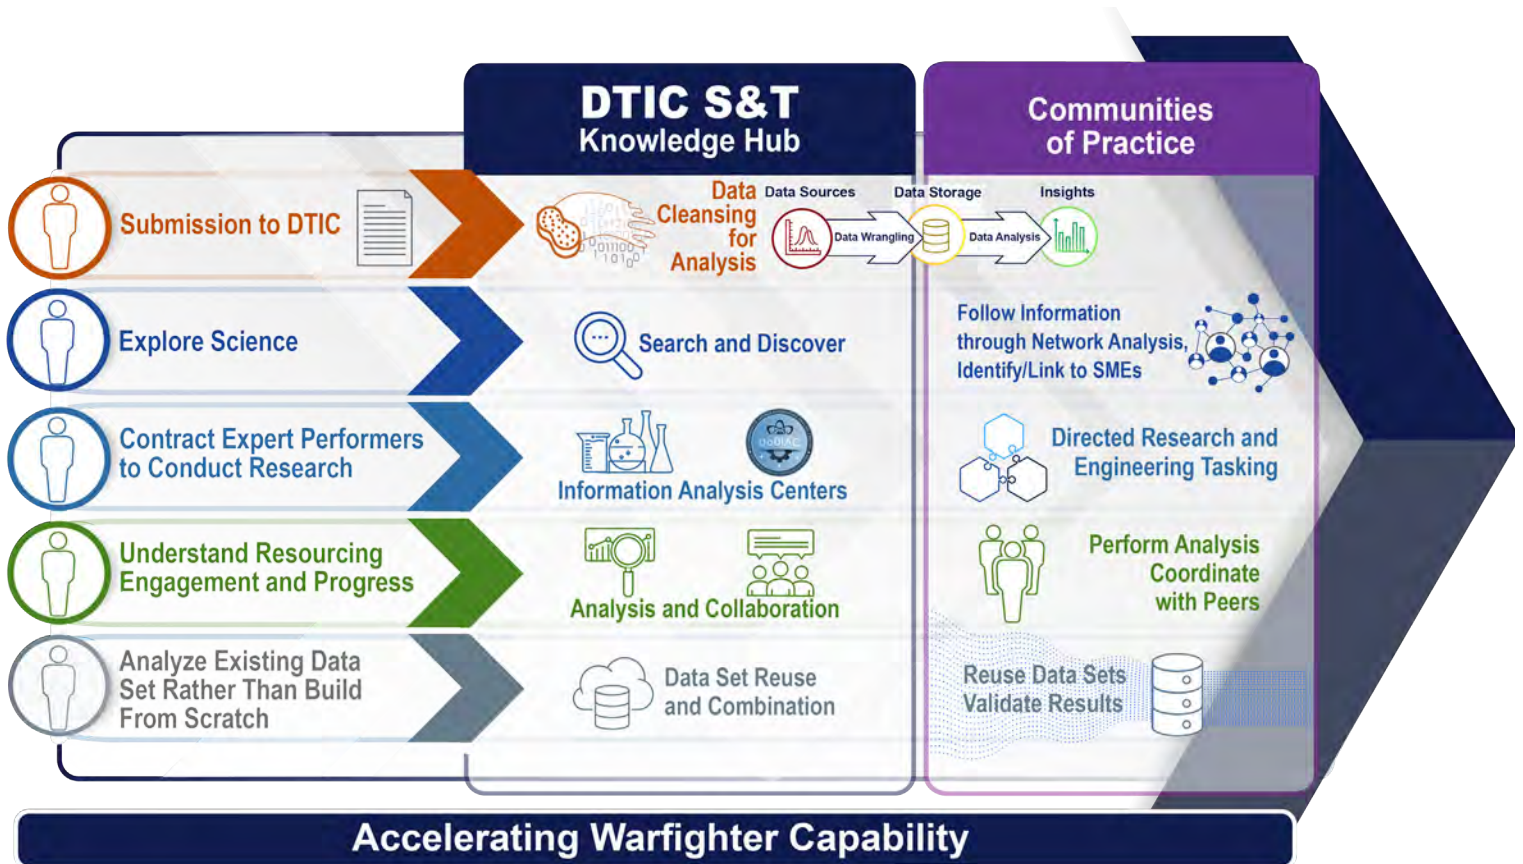 DTIC S&T
Knowledge Hub
Communities
of Practice
Submission to DTIC
Data
Cleansing
for
Analysis
Data Sources
Data Wrangling
Data Storage
Data Analysis
Insights
Explore Science
Search and Discover
Follow Information
through Network Analysis,
Identify/Link to SMEs
Contract Expert Performers
to Conduct Research
DoDIAC
Information Analysis Centers
Directed Research and
Engineering Tasking
Understand Resourcing
Engagement and Progress
Analysis and Collaboration
Perform Analysis
Coordinate
with Peers
Analyze Existing Data
Set Rather Than Build
From Scratch
Data Set Reuse
and Combination
Reuse Data Sets
Validate Results
Accelerating Warfighter Capability